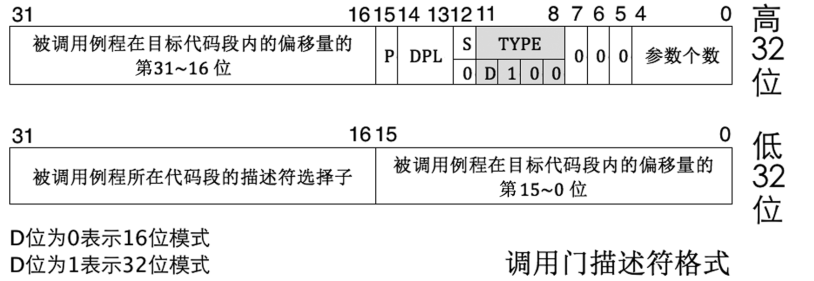 31 16 15 14 13 12 11 8 7 6 5 4 0
被调用例程在目标代码段内的偏移量的
第31~16 位
P DPL S TYPE 0 0 0 参数个数
0 D 1 0 0
高32位
31 16 15 0
被调用例程所在代码段的描述符选择子
被调用例程在目标代码段内的偏移量的
第15~0 位
低32位
D位为0表示16位模式
D位为1表示32位模式
调用门描述符格式